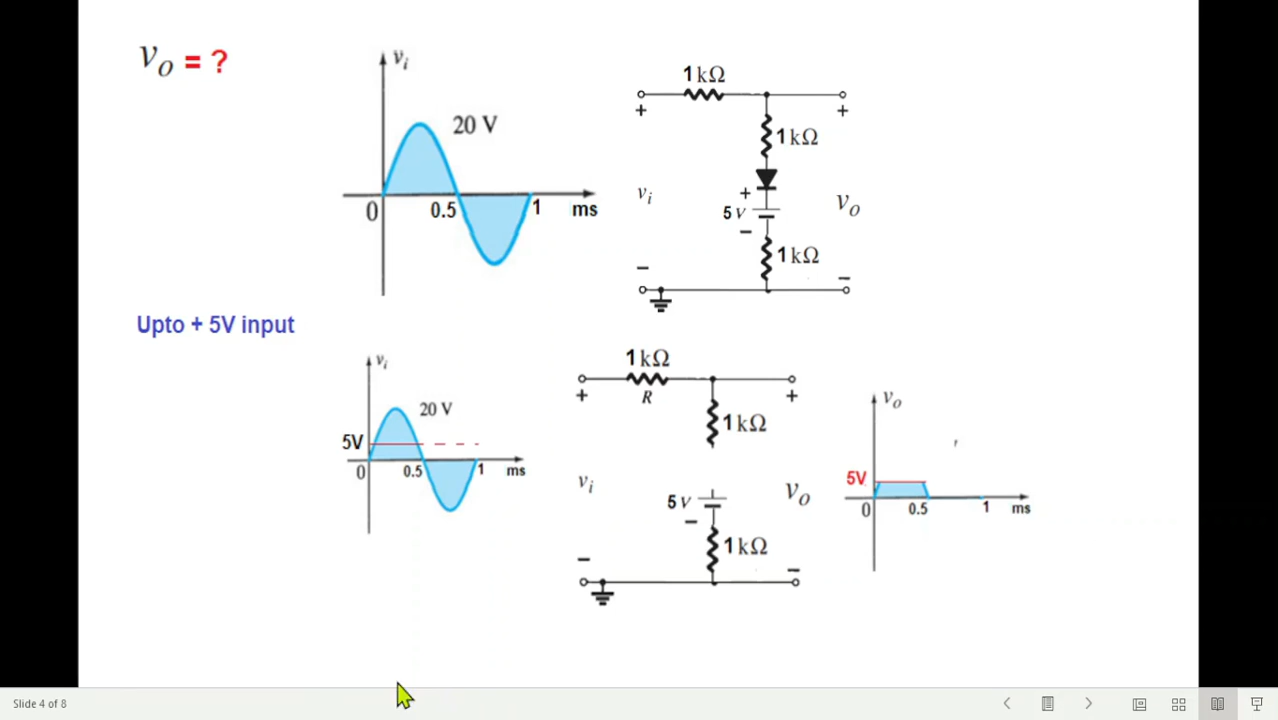 vO = ?
vi
20 V
0
0.5
1
ms
1 kΩ
+
+
1 kΩ
+
vi
5 V
vO
−
1 kΩ
−
−
Upto + 5V input
vi
20 V
5V
0
0.5
1
ms
1 kΩ
+
R
+
1 kΩ
vi
5 V
vO
−
1 kΩ
−
−
vO
5V
0
0.5
1
ms
Slide 4 of 8